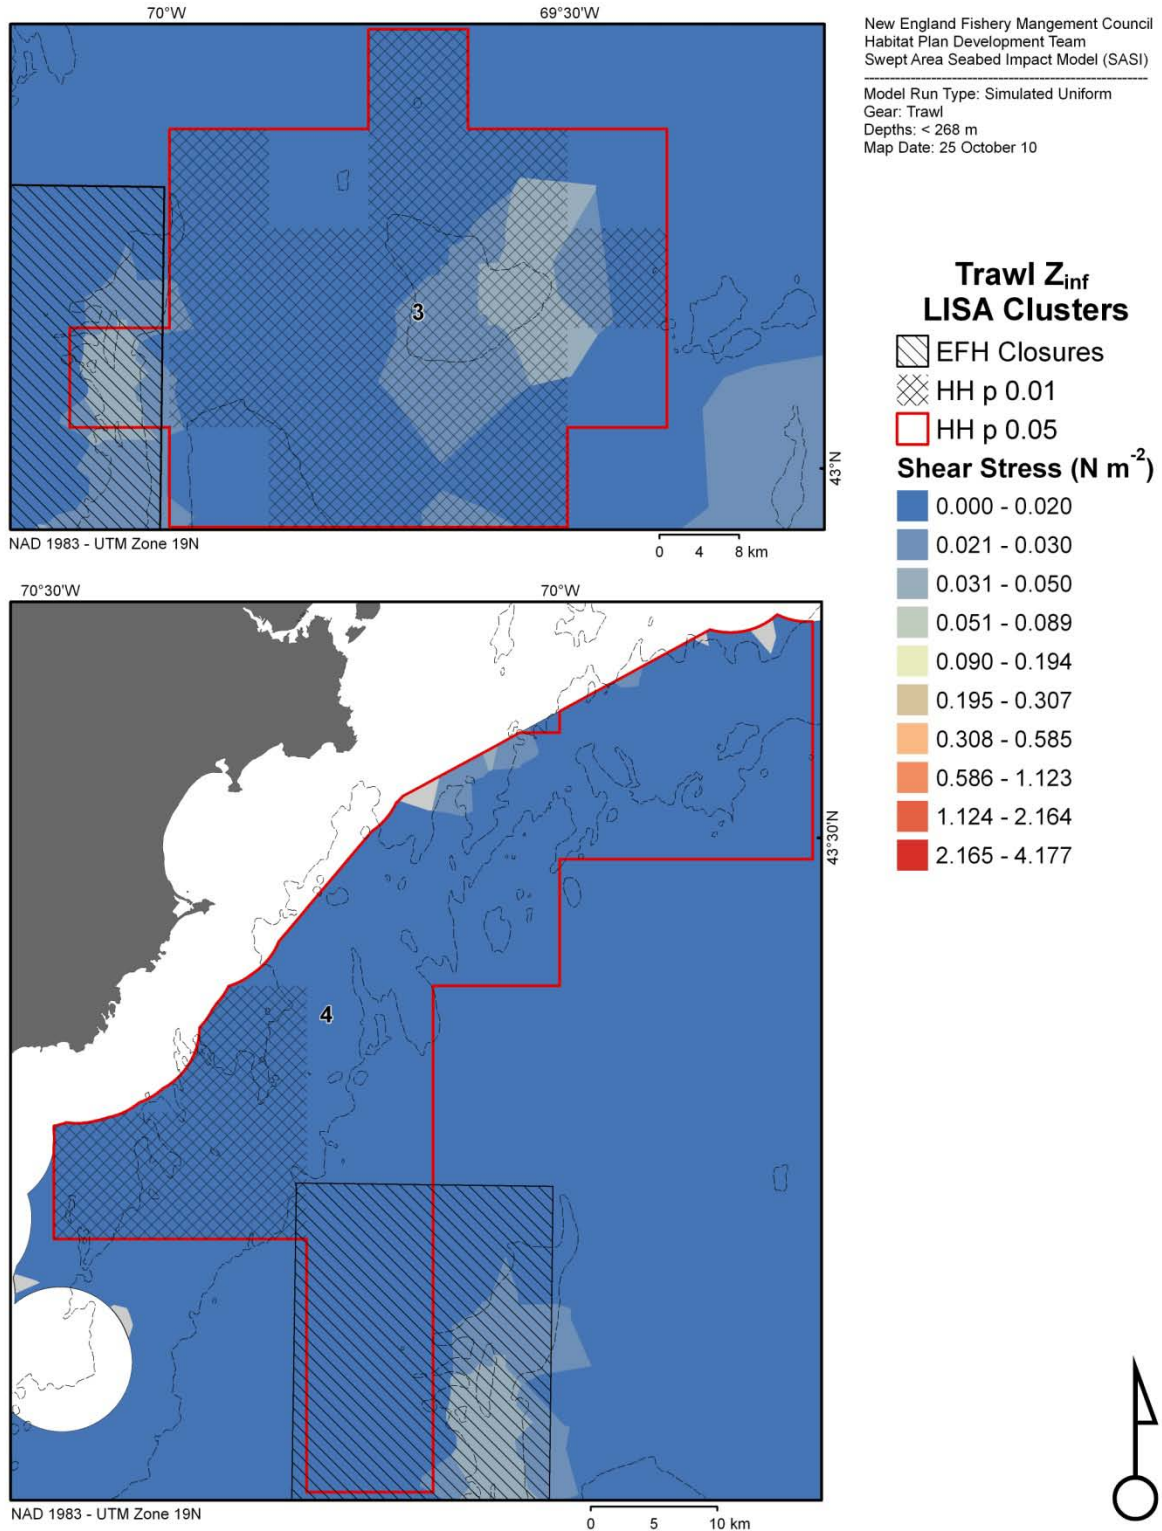 70°W
69°30'W
New England Fishery Mangement Council
Habitat Plan Development Team
Swept Area Seabed Impact Model (SASI)
Model Run Type: Simulated Uniform
Gear: Trawl
Depths: < 268 m
Map Date: 25 October 10
3
43°N
NAD 1983 - UTM Zone 19N
0 4 8 km
Trawl Zinf
LISA Clusters
EFH Closures
HH p 0.01
HH p 0.05
Shear Stress (N m-2)
0.000 - 0.020
0.021 - 0.030
0.031 - 0.050
0.051 - 0.089
0.090 - 0.194
0.195 - 0.307
0.308 - 0.585
0.586 - 1.123
1.124 - 2.164
2.165 - 4.177
70°30'W
70°W
43°30'N
4
NAD 1983 - UTM Zone 19N
0 5 10 km